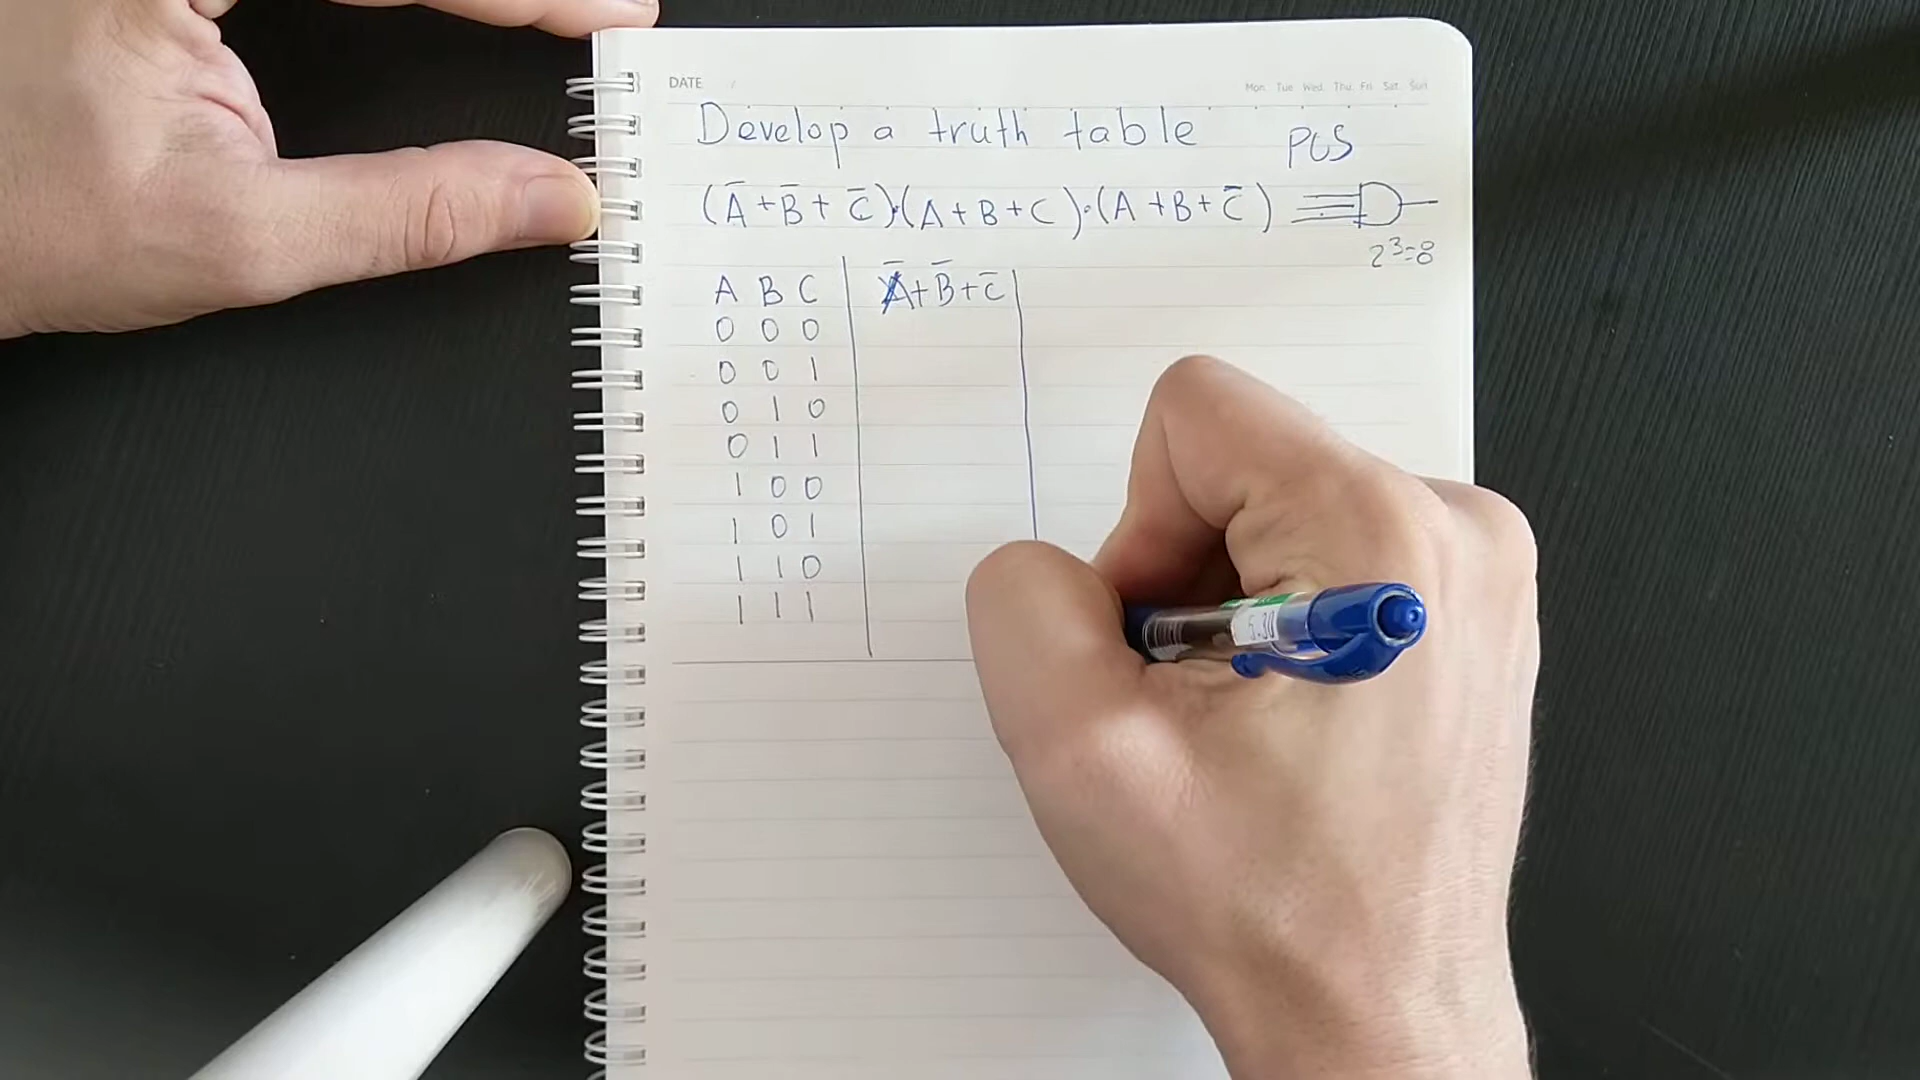 DATE
Mon. Tue. Wed. Thu. Fri. Sat. Sun
Develop a truth table POS
(A̅+B̅+C̅)·(A+B+C)·(A+B+C̅)
2³=8
A B C A̅+B̅+C̅
0 0 0
0 0 1
0 1 0
0 1 1
1 0 0
1 0 1
1 1 0
1 1 1
5.30